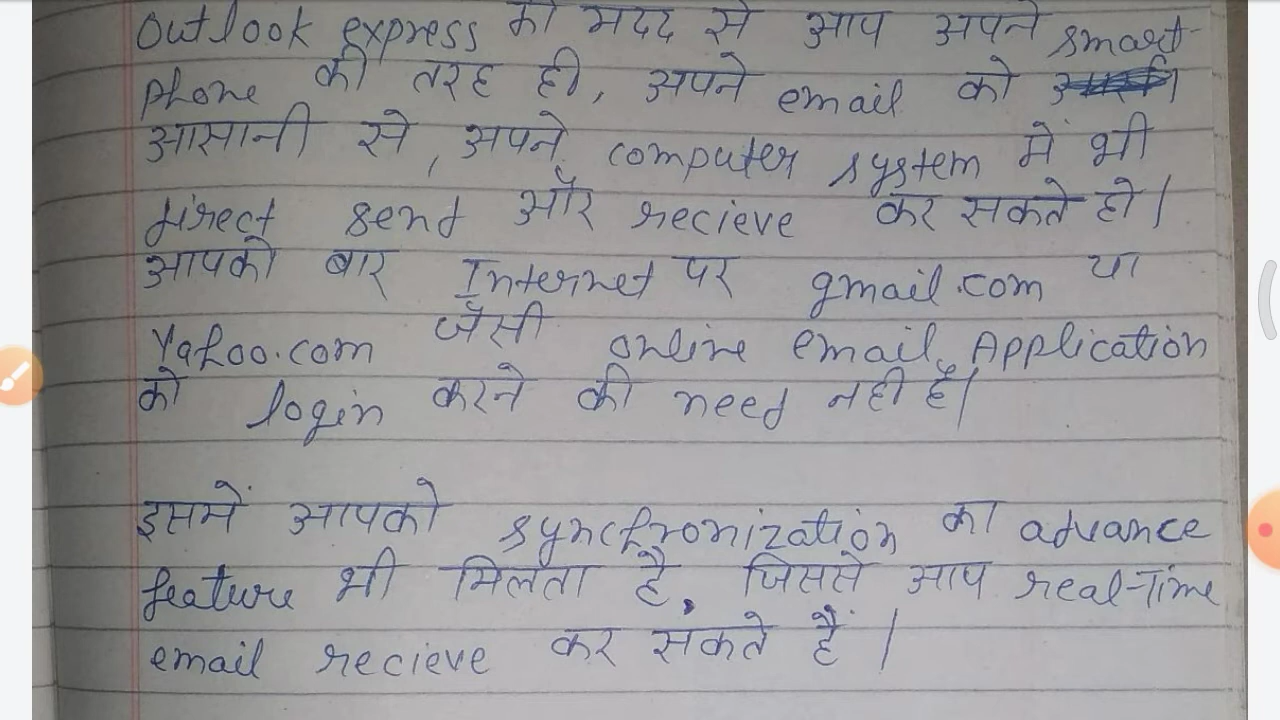 outlook express की मदद से आप अपने smart-
phone की तरह ही, अपने email को
आसानी से, अपने computer system में भी
direct send और recieve कर सकते हो।
आपको बार Internet पर gmail.com या
Yahoo.com जैसी online email Application
को login करने की need नही है।
इसमें आपको synchronization का advance
feature भी मिलता है, जिससे आप real-Time
email recieve कर सकते हैं।